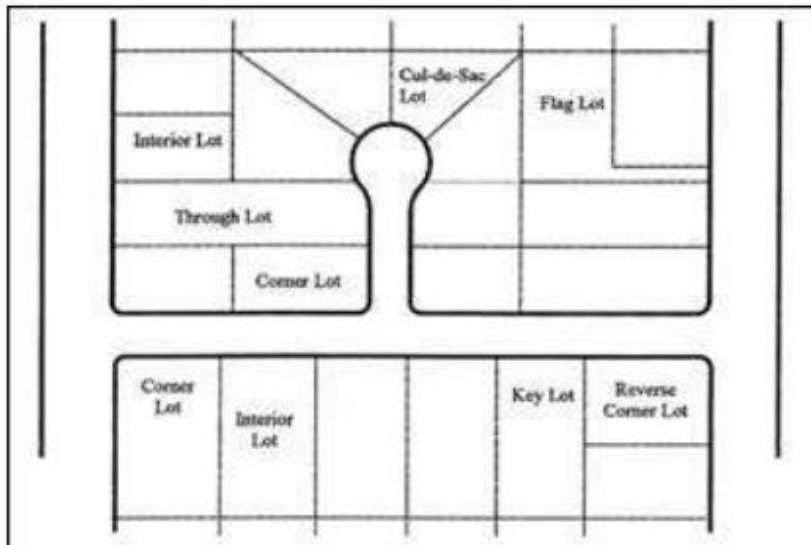 Cul-de-Sac
Lot
Flag Lot
Interior Lot
Through Lot
Corner Lot
Corner
Lot
Interior
Lot
Key Lot
Reverse
Corner Lot